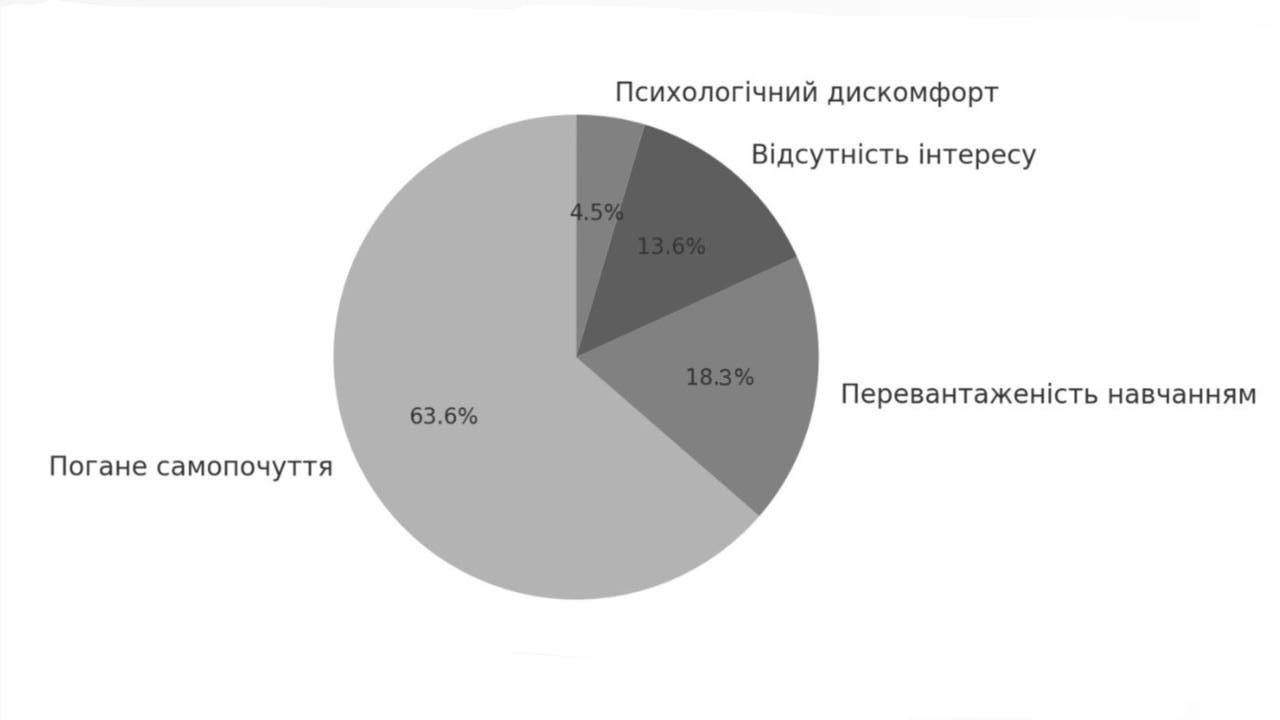 Психологічний дискомфорт
Відсутність інтересу
4.5%
13.6%
18.3%
Перевантаженість навчанням
63.6%
Погане самопочуття